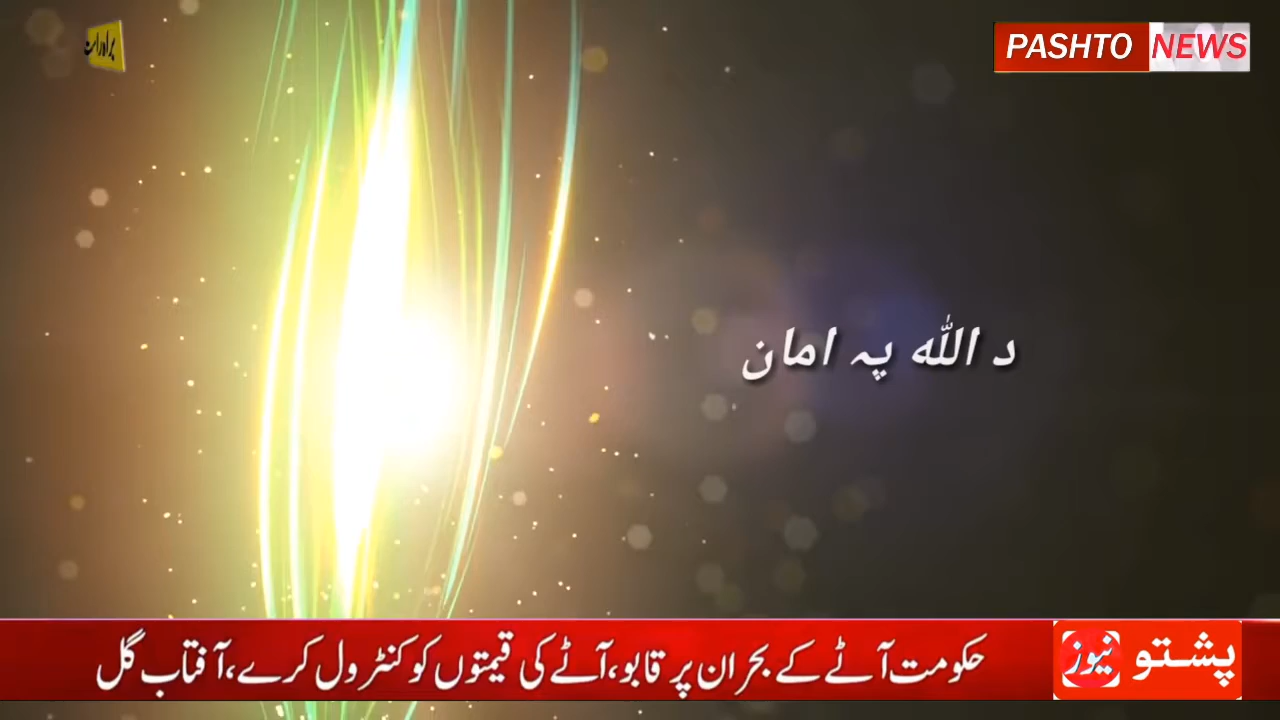 PASHTO NEWS
د الله په امان
حکومت آٹے کے بحران پر قابو،آٹے کی قیمتوں کو کنٹرول کرے،آفتاب گل
پشتو نیوز